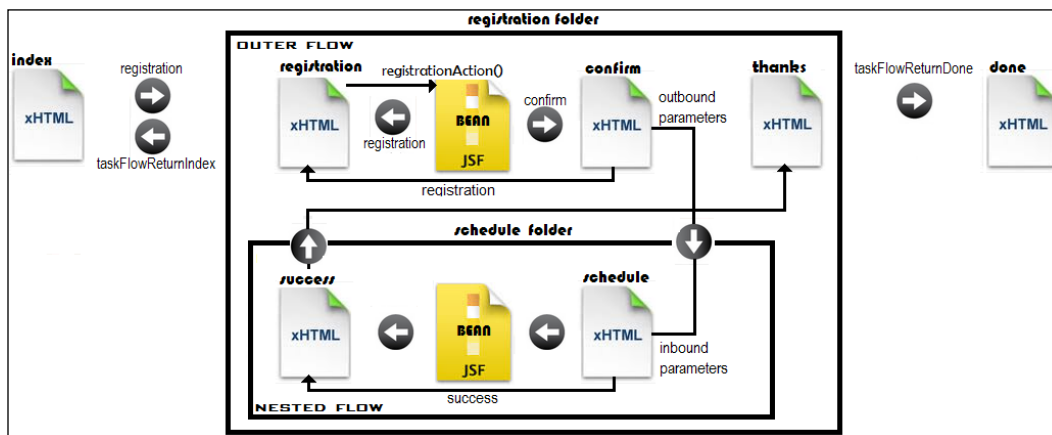 registration folder
OUTER FLOW
index
xHTML
registration
taskFlowReturnIndex
registration
xHTML
registrationAction()
registration
BEAN
JSF
confirm
confirm
xHTML
outbound
parameters
registration
thanks
xHTML
taskFlowReturnDone
done
xHTML
schedule folder
success
xHTML
BEAN
JSF
schedule
xHTML
inbound
parameters
success
NESTED FLOW